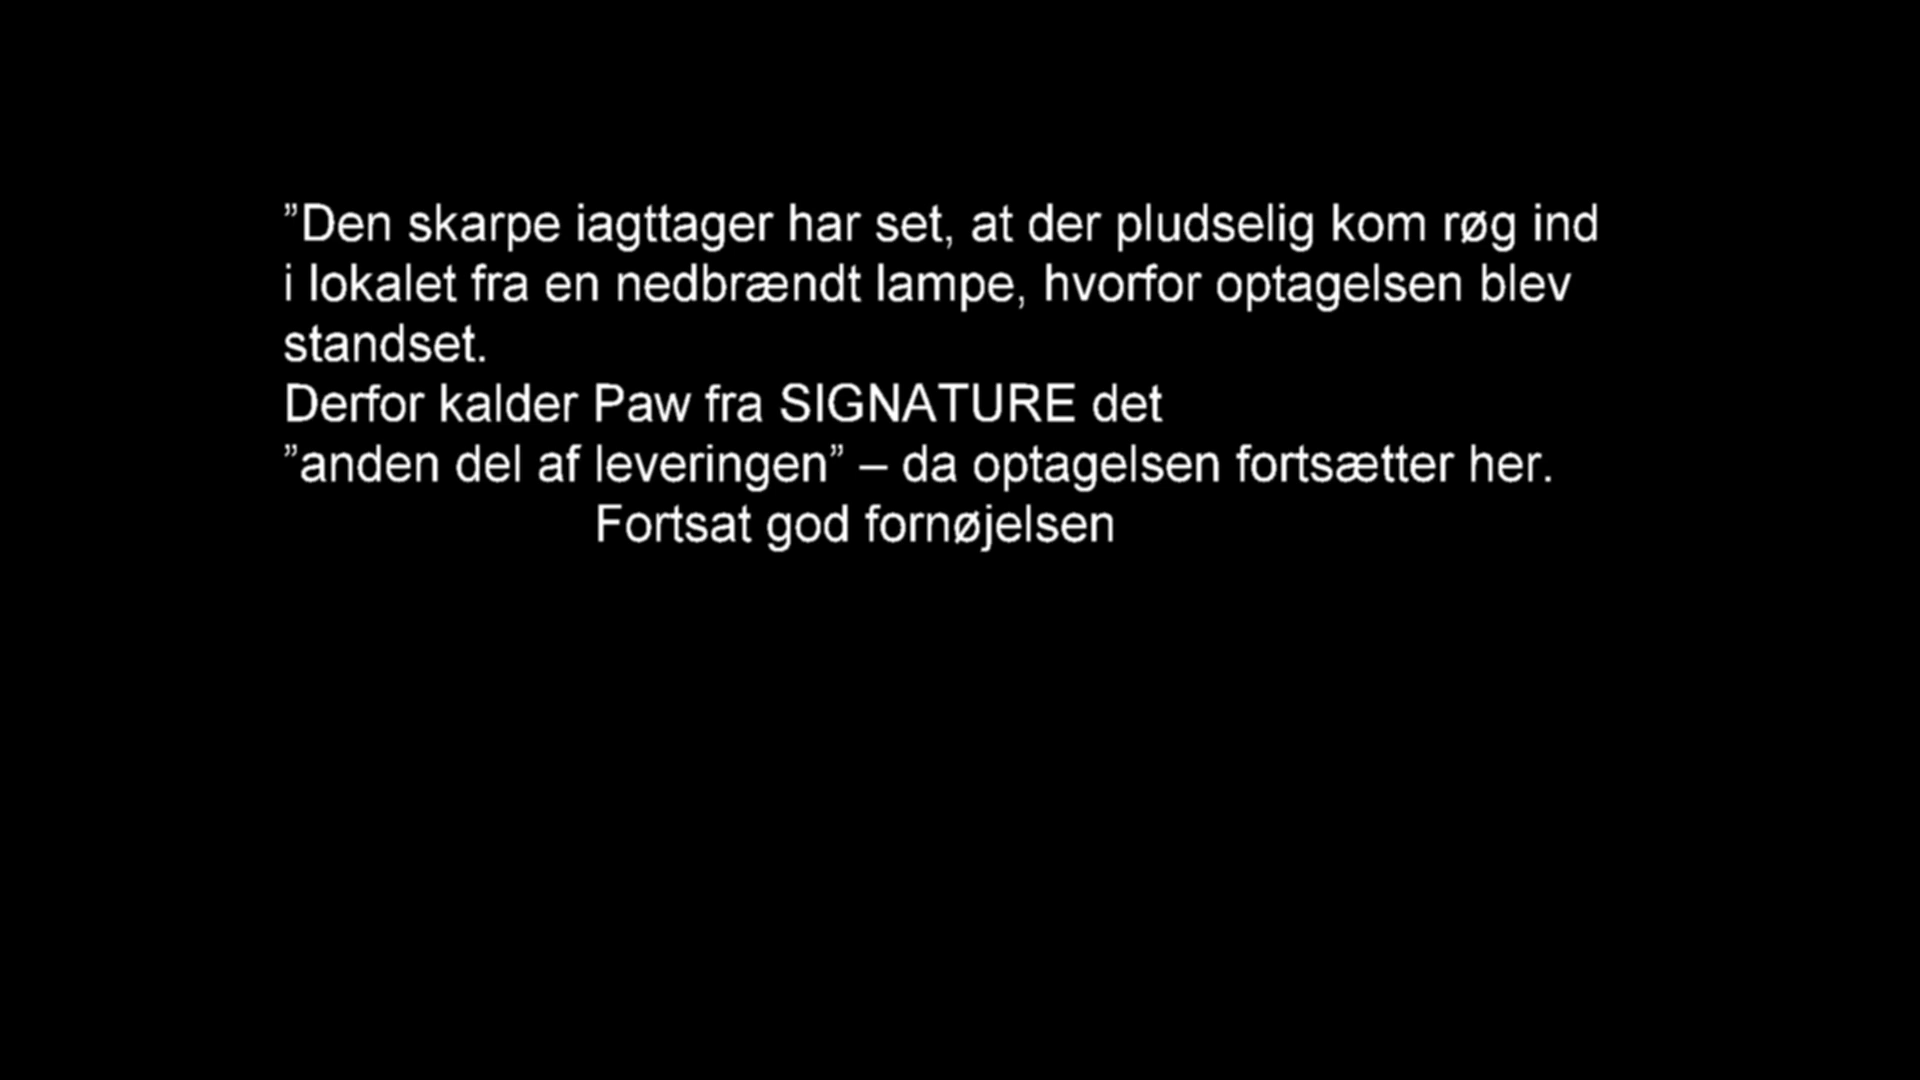 ”Den skarpe iagttager har set, at der pludselig kom røg ind
i lokalet fra en nedbrændt lampe, hvorfor optagelsen blev
standset.
Derfor kalder Paw fra SIGNATURE det
”anden del af leveringen” – da optagelsen fortsætter her.
Fortsat god fornøjelsen